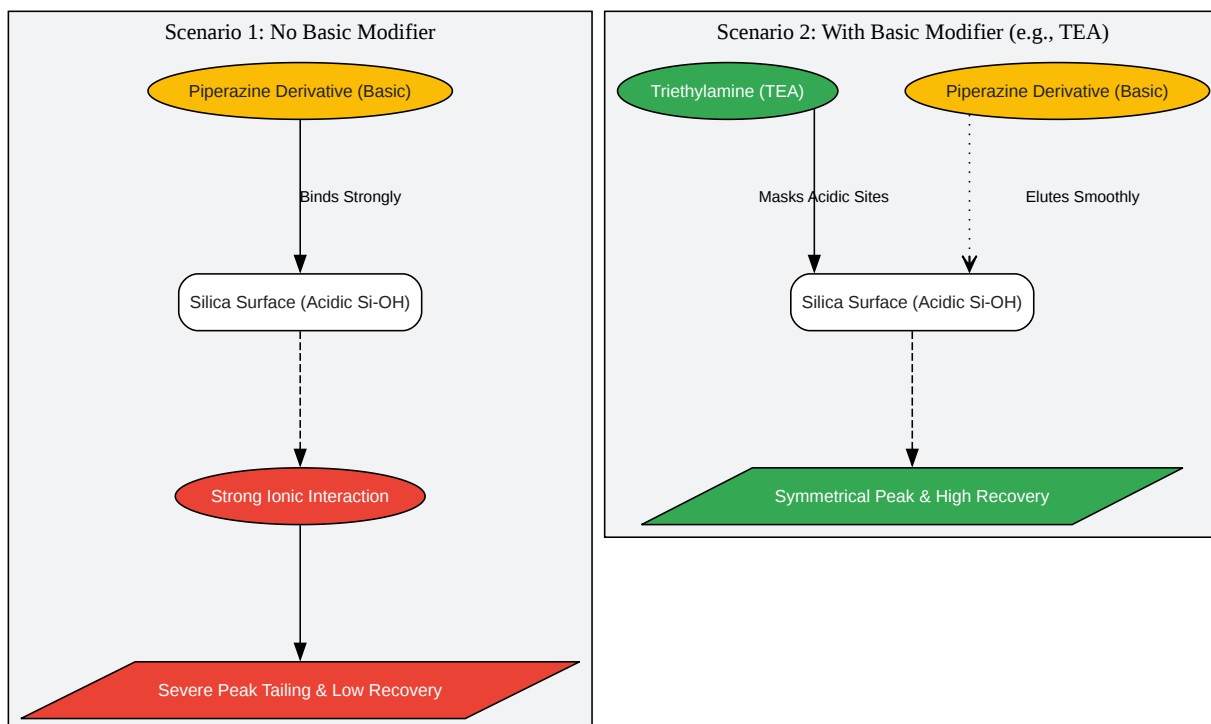 Scenario 1: No Basic Modifier
Piperazine Derivative (Basic)
Binds Strongly
Silica Surface (Acidic Si-OH)
Strong Ionic Interaction
Severe Peak Tailing & Low Recovery
Scenario 2: With Basic Modifier (e.g., TEA)
Triethylamine (TEA)
Piperazine Derivative (Basic)
Masks Acidic Sites
Elutes Smoothly
Silica Surface (Acidic Si-OH)
Symmetrical Peak & High Recovery